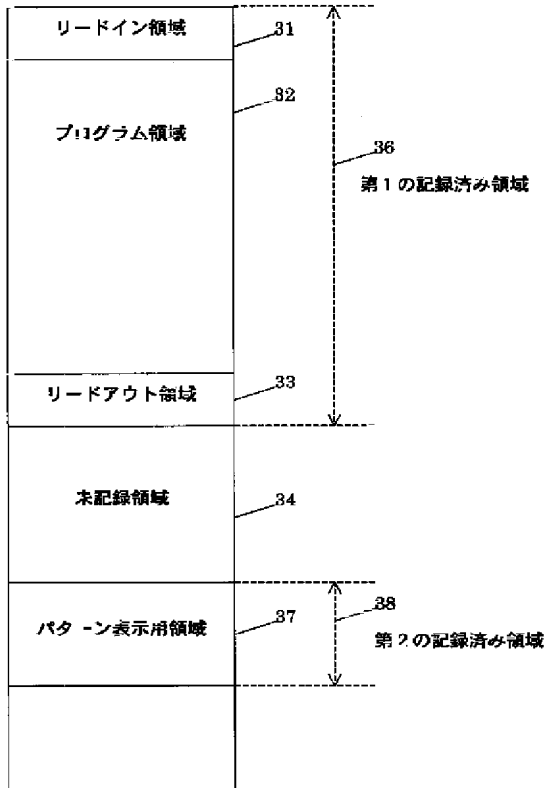 リードイン領域
31
32
プログラム領域
36
第1の記録済み領域
リードアウト領域
33
未記録領域
34
パターン表示用領域
37
38
第2の記録済み領域